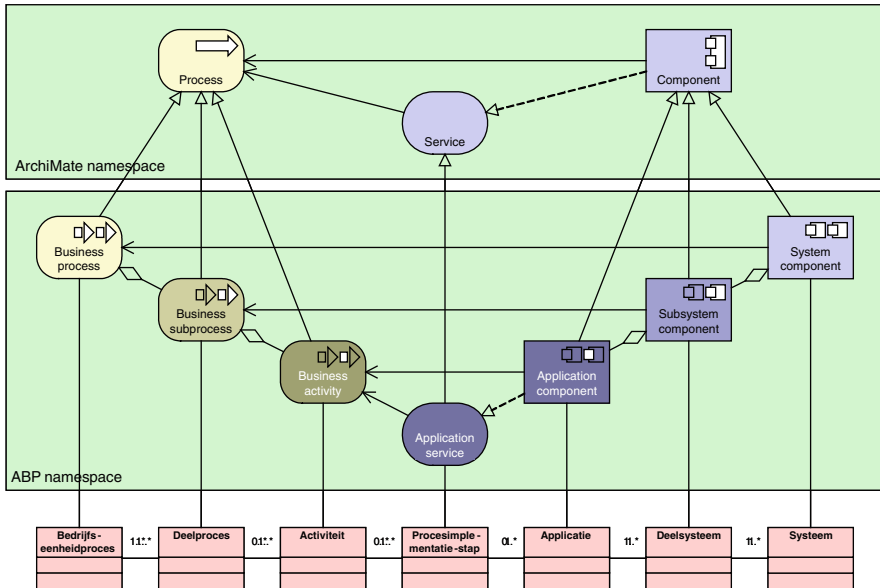 Process
Component
Service
ArchiMate namespace
Business
process
System
component
Business
subprocess
Subsystem
component
Business
activity
Application
component
Application
service
ABP namespace
Bedrijfs-
eenheidproces
Deelproces
Activiteit
Procesimple-
mentatie-stap
Applicatie
Deelsysteem
Systeem